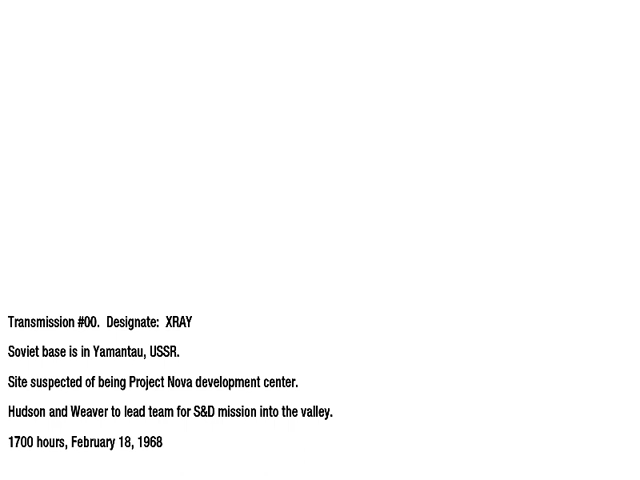 Transmission #00.  Designate:  XRAY
Soviet base is in Yamantau, USSR.
Site suspected of being Project Nova development center.
Hudson and Weaver to lead team for S&D mission into the valley.
1700 hours, February 18, 1968